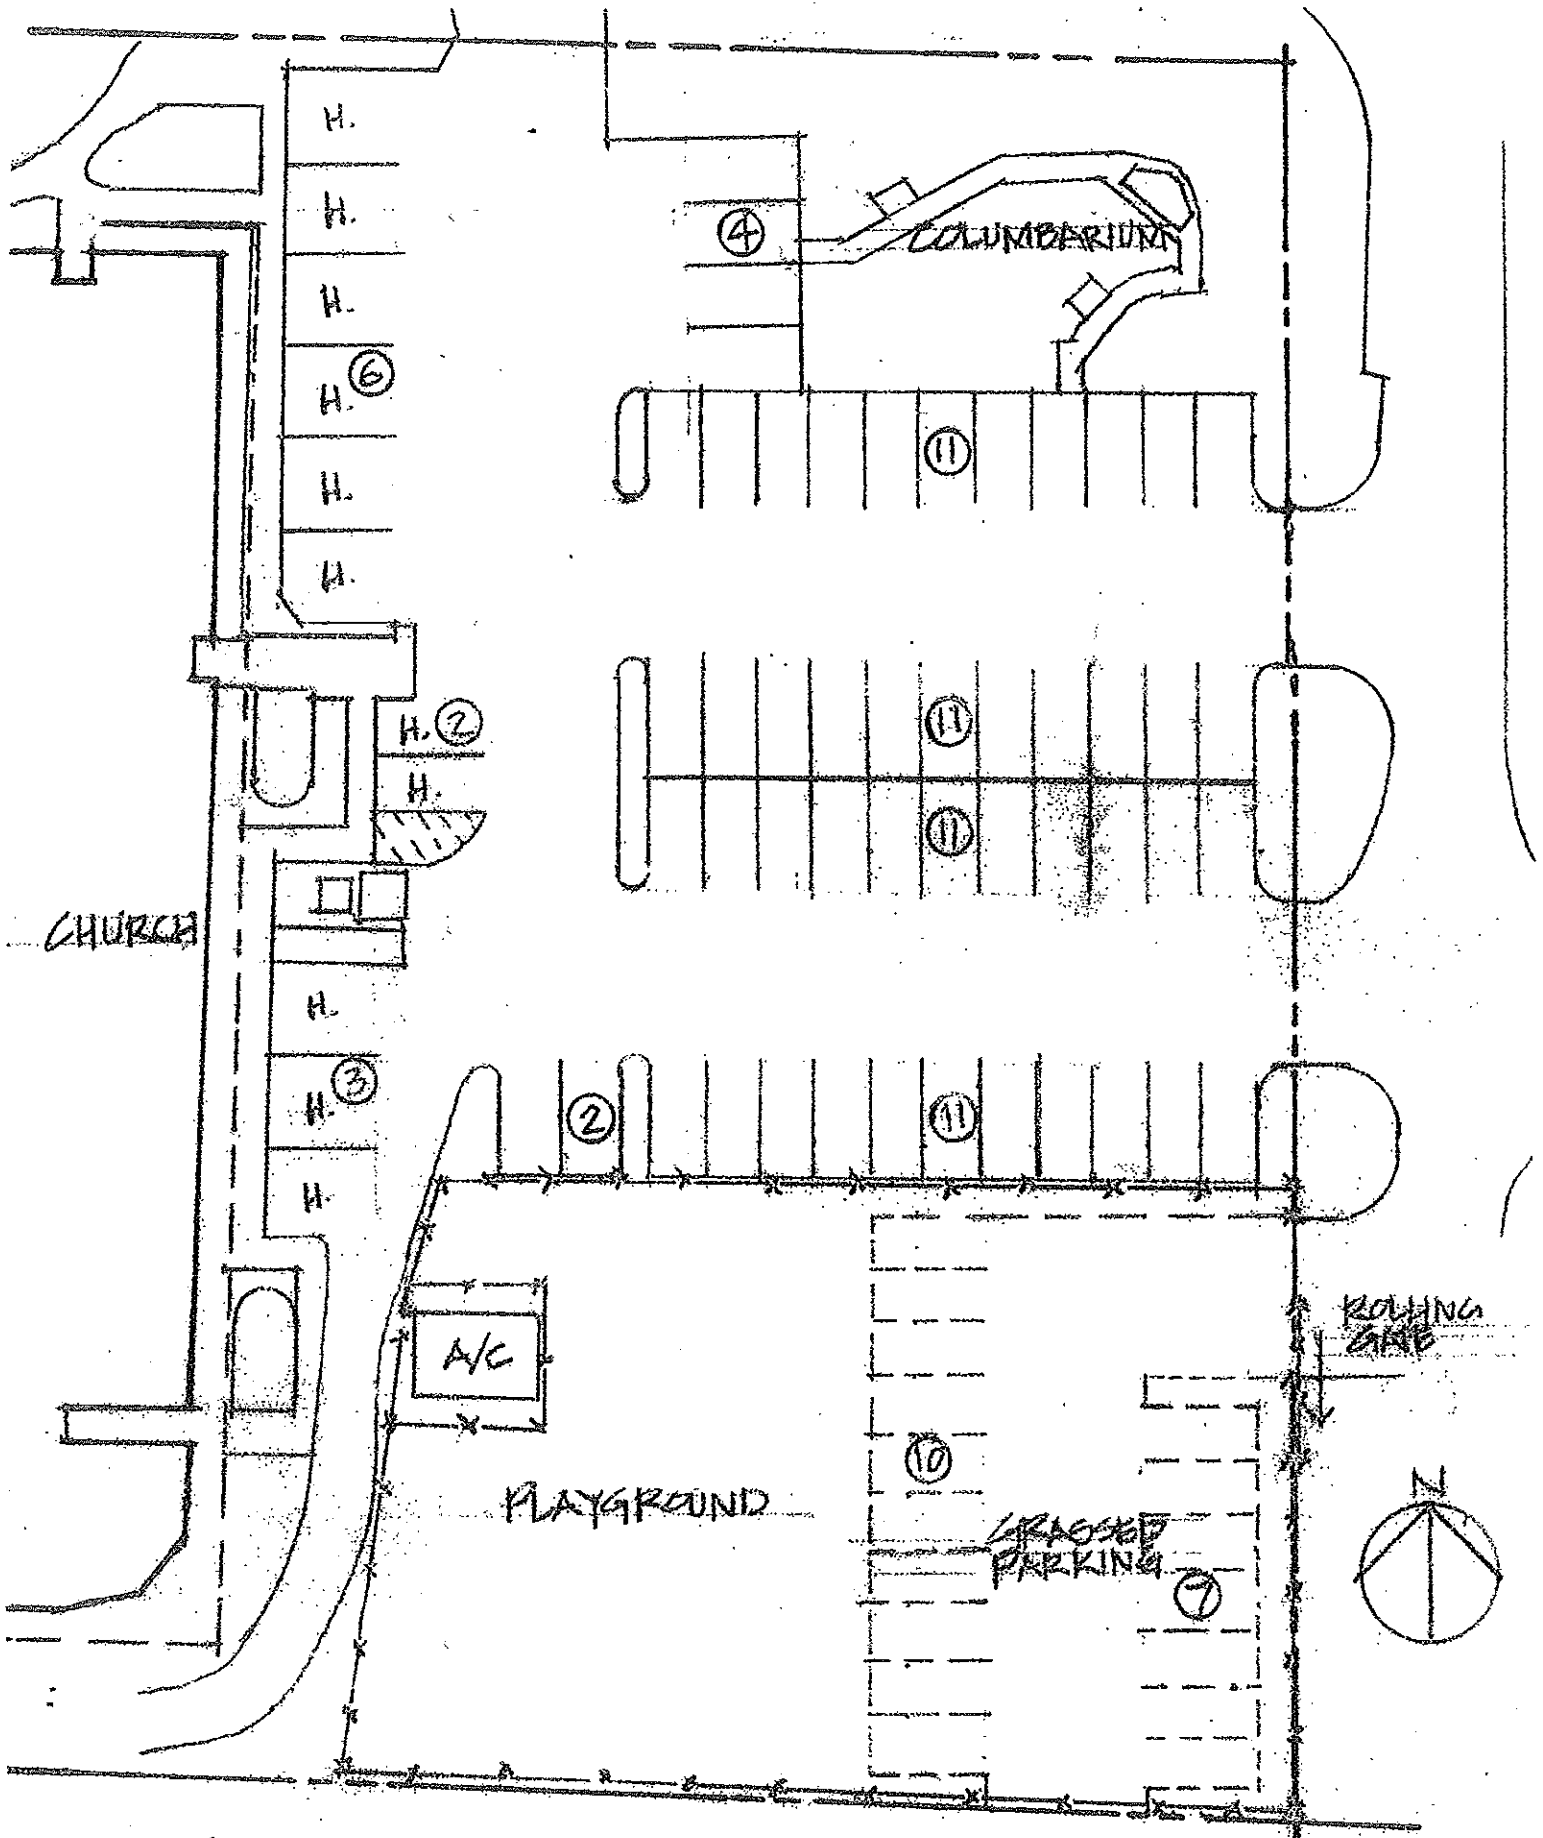 H.
H.
④
COLUMBARIUM
H.
H. ⑥
⑪
H.
H.
H. ②
⑪
H.
⑪
CHURCH
H.
H. ③
②
⑪
H.
ROLLING
GATE
A/C
⑩
N
PLAYGROUND
GRASSED
PARKING
⑦